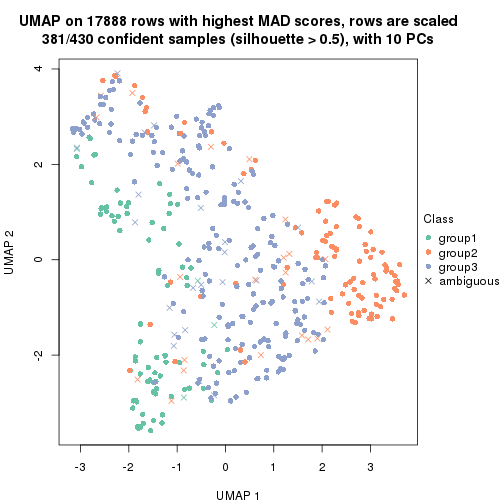 UMAP on 17888 rows with highest MAD scores, rows are scaled
381/430 confident samples (silhouette > 0.5), with 10 PCs
4
2
0
-2
UMAP 2
-3
-2
-1
0
1
2
3
UMAP 1
Class
group1
group2
group3
ambiguous